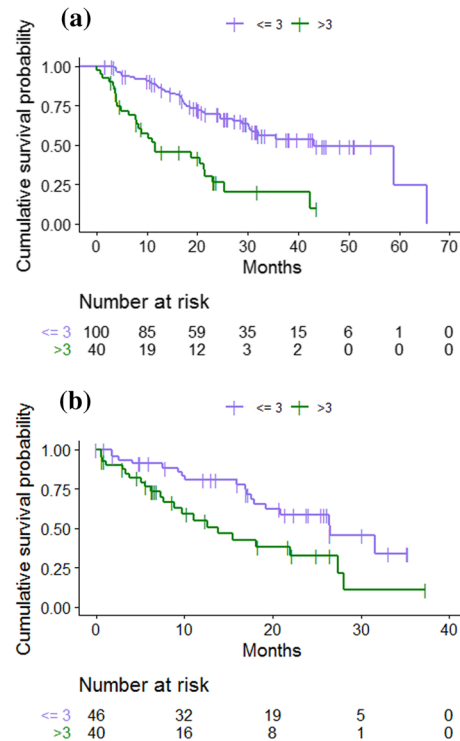 (a)
<= 3 >3
Cumulative survival probability
1.00
0.75
0.50
0.25
0.00
0 10 20 30 40 50 60 70
Months
Number at risk
<= 3 100 85 59 35 15 6 1 0
>3 40 19 12 3 2 0 0 0
(b)
<= 3 >3
Cumulative survival probability
1.00
0.75
0.50
0.25
0.00
0 10 20 30 40
Months
Number at risk
<= 3 46 32 19 5 0
>3 40 16 8 1 0